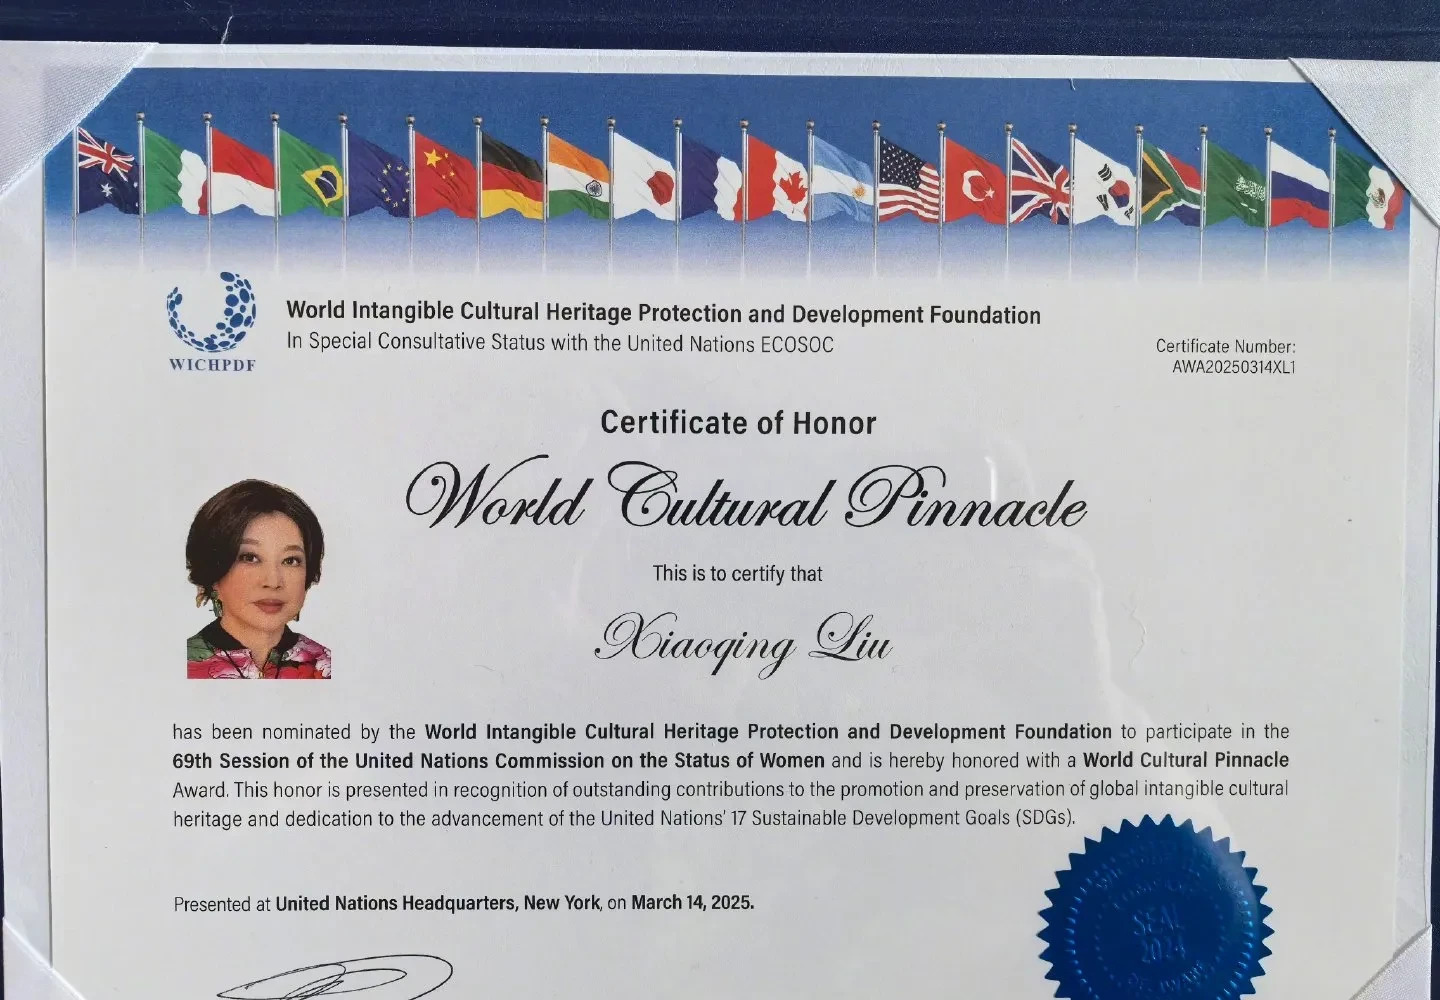 WICHPDF
World Intangible Cultural Heritage Protection and Development Foundation
In Special Consultative Status with the United Nations ECOSOC
Certificate Number:
AWA20250314XL1
Certificate of Honor
World Cultural Pinnacle
This is to certify that
Xiaoqing Liu
has been nominated by the World Intangible Cultural Heritage Protection and Development Foundation to participate in the
69th Session of the United Nations Commission on the Status of Women and is hereby honored with a World Cultural Pinnacle
Award. This honor is presented in recognition of outstanding contributions to the promotion and preservation of global intangible cultural
heritage and dedication to the advancement of the United Nations' 17 Sustainable Development Goals (SDGs).
Presented at United Nations Headquarters, New York, on March 14, 2025.
SEAL